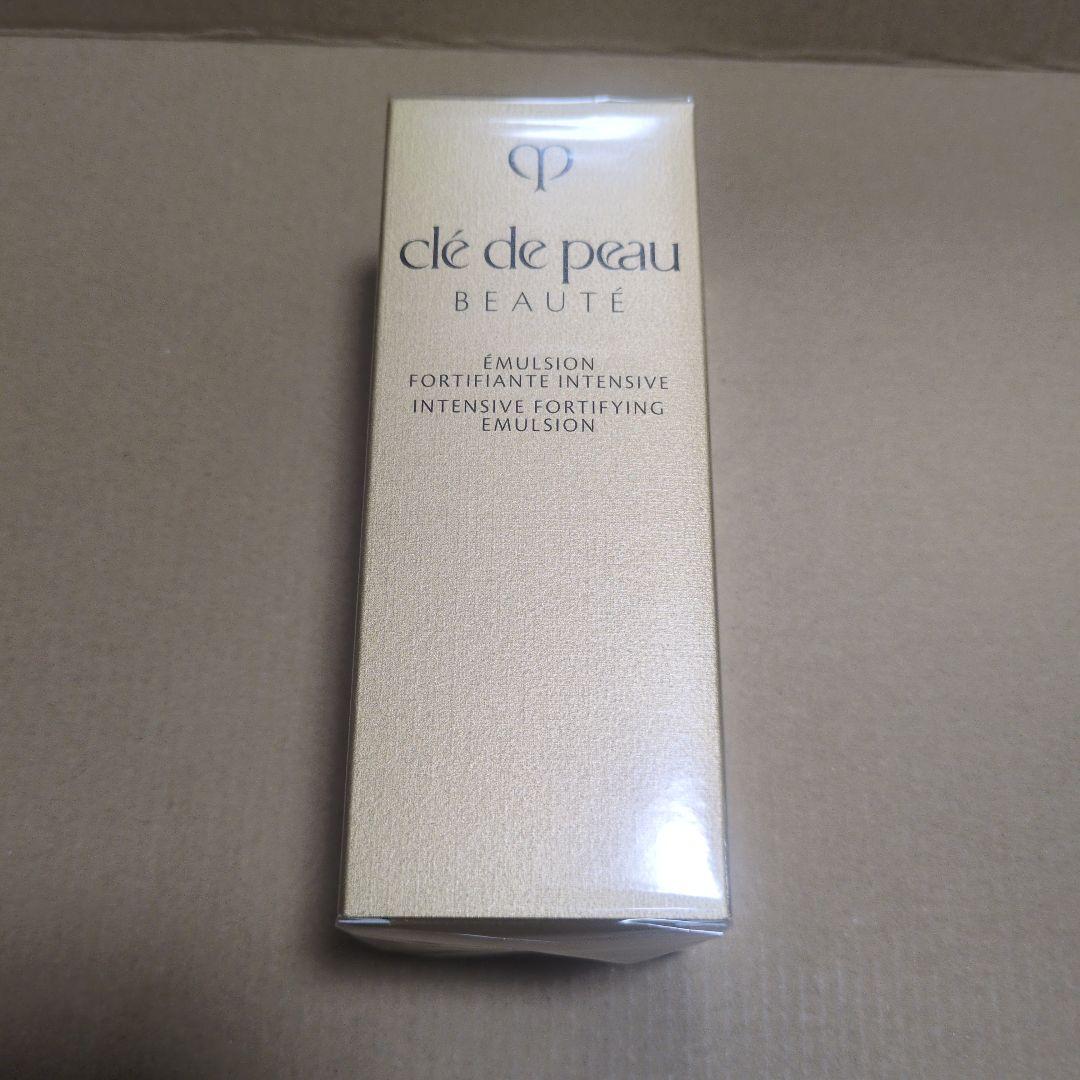 clé de peau
BEAUTÉ
ÉMULSION
FORTIFIANTE INTENSIVE
INTENSIVE FORTIFYING
EMULSION